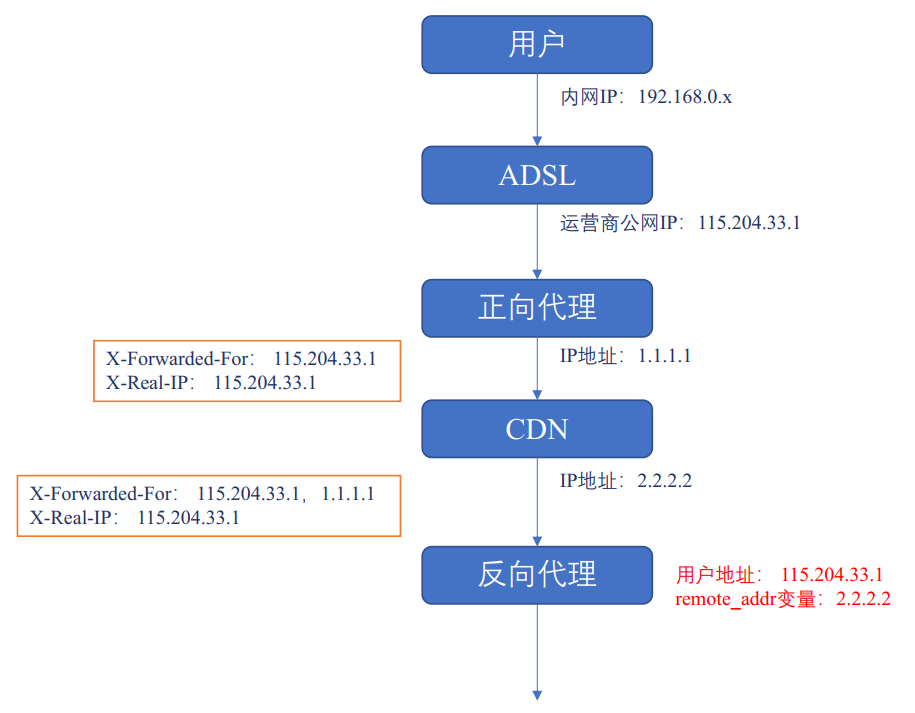 用户
内网IP：192.168.0.x
ADSL
运营商公网IP：115.204.33.1
正向代理
X-Forwarded-For： 115.204.33.1
X-Real-IP： 115.204.33.1
IP地址：1.1.1.1
CDN
X-Forwarded-For： 115.204.33.1，1.1.1.1
X-Real-IP： 115.204.33.1
IP地址：2.2.2.2
反向代理
用户地址： 115.204.33.1
remote_addr变量：2.2.2.2